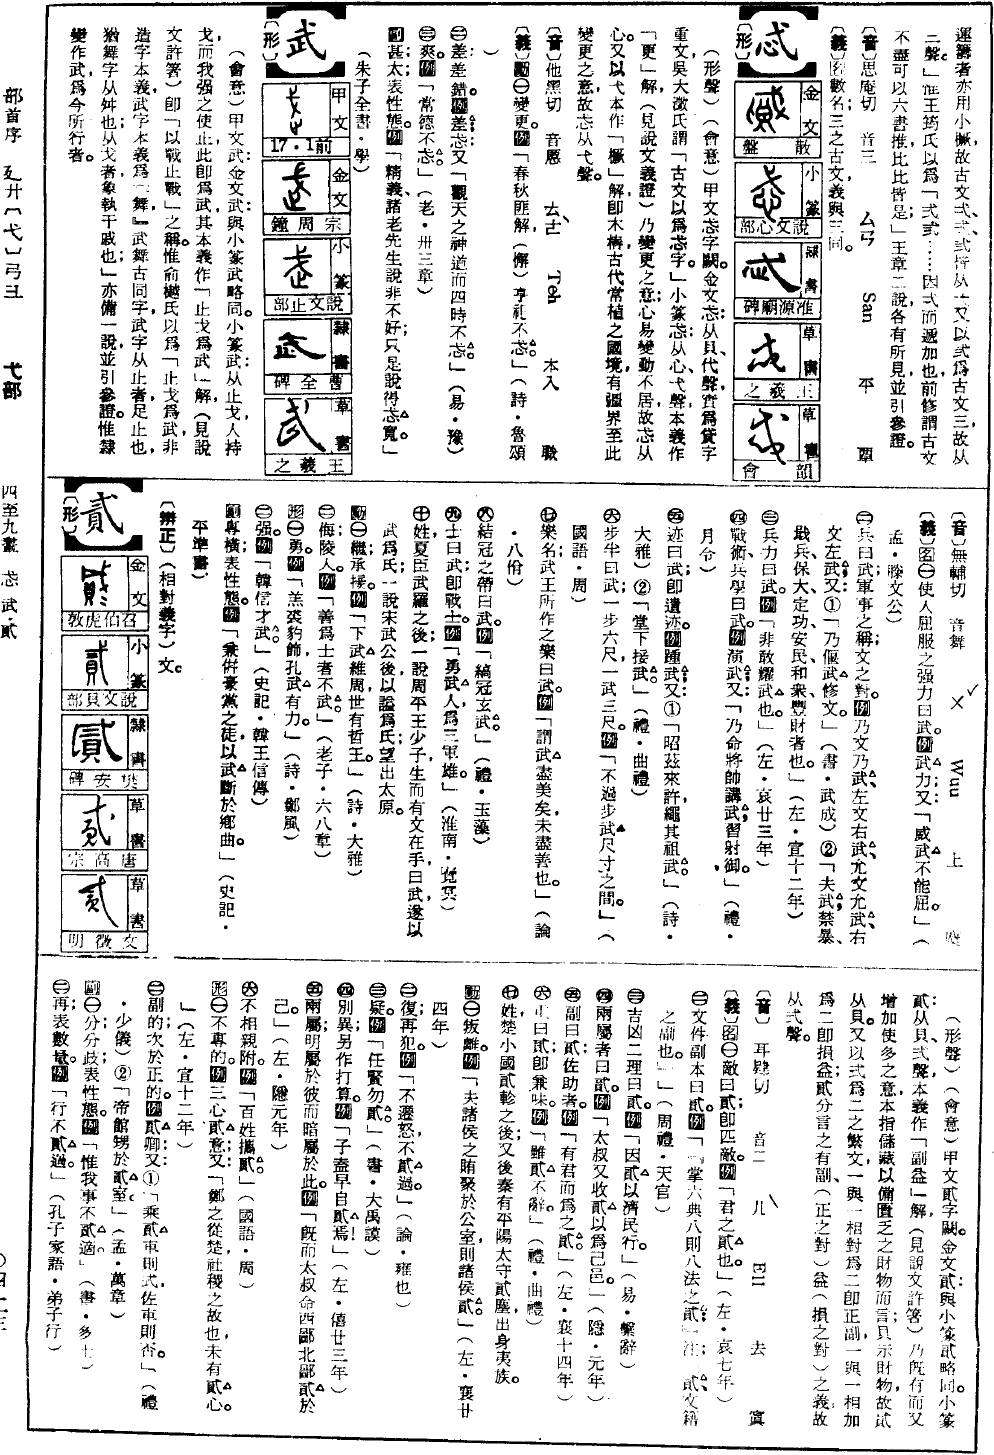 運籌者亦用小橛，故古文弌、弍、弎皆从一，又以弎為古文三，故从
二聲。」惟王筠氏以為「弌弍……因弌而遞加也，前修謂古文
不盡可以六書推比，比皆是」，王章二說各有所見，並引參證。
〔音〕思庵切 音三 ㄙㄢ San 平 覃
〔義〕名數名；三之古文，義與三同。
忒
〔形〕
金文 散盤
小篆 說文心部
隸書 淮源廟碑
草書 王羲之
草書 韻會
（形聲）（會意）甲文忒字闕。金文忒：从貝、代聲，實為貸字
重文，吳大澂氏謂「古文以為忒字。」小篆忒：从心、弋聲，本義作
「更」解（見說文義證），乃變更之意，心易變動不居，故忒从
心。又以弋本作「橛」解，即木樁，古代常植之國境，有疆界至此
變更之意，故忒从弋聲。
〔音〕他黑切 音慝 ㄊㄜˋ Teh 本入 職
〔義〕動㊀變更。例「春秋匪解（懈），享祀不忒。」（詩・魯頌
）
㊁差；差錯。例差忒；又「觀天之神道而四時不忒。」（易・豫）
㊂爽。例「常德不忒。」（老・卅三章）
副甚；太；表性態。例「精義諸老先生說非不好，只是說得忒寬。」
（朱子全書・學）
武
〔形〕
甲文 前1・17
金文 宗周鐘
小篆 說文止部
隸書 曹全碑
草書 王羲之
（會意）甲文武：金文武：與小篆武略同。小篆武：从止、戈，人持
戈而我强之使止，此即為武，其本義作「止戈為武」解（見說
文許箸），即「以戰止戰」之稱。惟俞樾氏以為「止戈為武，非
造字本義，武字本義為『舞』，武舞古同字，武字从止者，足止也，
猶舞字从舛也；从戈者，象執干戚也」，亦備一說，並引參證。惟隸
變作武，為今所行者。
〔音〕無輔切 音舞 ㄨˇ Wuu 上 麌
〔義〕名㊀使人屈服之强力曰武。例武力；又：「威武不能屈。」（
孟・滕文公）
㊁兵曰武，軍事之稱；文之對。例乃文乃武，左文右武，允文允武，右
文左武；又：①「乃偃武修文。」（書・武成）②「夫武，禁暴、
戢兵、保大、定功、安民、和衆、豐財者也。」（左・宣十二年）
㊂兵力曰武。例「非敢耀武也。」（左・哀廿三年）
㊃戰術；兵學曰武。例演武；又：「乃命將帥講武，習射御。」（禮・
月令）
㊄迹曰武，即遺迹。例踵武；又：①「昭茲來許，繩其祖武。」（詩・
大雅）②「堂下接武。」（禮・曲禮）
㊅步半曰武；一步六尺，一武三尺。例「不過步武尺寸之間。」（
國語・周）
㊆樂名；武王所作之樂曰武。例「謂武盡美矣，未盡善也。」（論
・八佾）
㊇結冠之帶曰武。例「縞冠玄武。」（禮・玉藻）
㊈士曰武，即戰士。例「勇武人為三軍雄。」（淮南・覽冥）
㊉姓；夏臣武羅之後；一說周平王少子生而有文在手曰武，遂以
武為氏；一說宋武公後以諡為氏；望出太原。
動㊀繼；承接。例「下武維周，世有哲王。」（詩・大雅）
㊁侮陵人。例「善為士者不武。」（老子・六八章）
形㊀勇。例「羔裘豹飾，孔武有力。」（詩・鄭風）
㊁强。例「韓信才武。」（史記・韓王信傳）
副專橫，表性態。例「兼併豪黨之徒，以武斷於鄉曲。」（史記・
平準書）
〔辨正〕（相對義字）文。
貳
〔形〕
金文 召伯虎敦
小篆 說文貝部
隸書 樊安碑
草書 唐高宗
草書 文徵明
（形聲）（會意）甲文貳字闕。金文貳：與小篆貳略同。小篆
貳：从貝、弍聲，本義作「副益」解（見說文許箸），乃既有而又
增加使多之意，本指儲藏以備匱乏之財物而言，貝示財物，故貳
从貝。又以弍為二之繁文，一與一相對為二，即正副；一與一相加
為二，即損益；貳分言之有副（正之對）益（損之對）之義，故
从弍聲。
〔音〕耳肄切 音二 ㄦˋ Ell 去 寘
〔義〕名㊀敵曰貳，即匹敵。例「君之貳也。」（左・哀七年）
㊁文件副本曰貳。例「『掌六典八則八法之貳』；注：『貳，文籍
之副也。』」（周禮・天官）
㊂吉凶二理曰貳。例「因貳以濟民行。」（易・繫辭）
㊃兩屬者曰貳。例「太叔又收貳以為己邑。」（隱・元年）
㊄副曰貳；佐助者。例「有君而為之貳。」（左・襄十四年）
㊅重曰貳，即兼味。例「雖貳不辭。」（禮・曲禮）
㊆姓；楚小國貳、軫之後；又後秦有平陽太守貳塵，出身夷族。
動㊀叛離。例「夫諸侯之賄聚於公室，則諸侯貳。」（左・襄廿
四年）
㊁復；再犯。例「不遷怒，不貳過。」（論・雍也）
㊂疑。例「任賢勿貳。」（書・大禹謨）
㊃別異；另作打算。例「子盍早自貳焉！」（左・僖廿三年）
㊄兩屬；明屬於彼而暗屬於此。例「既而太叔命西鄙北鄙貳於
己。」（左・隱元年）
㊅不相親附。例「百姓攜貳。」（國語・周）
形㊀不專的。例三心貳意；又：「鄭之從楚，社稷之故也，未有貳心。
」（左・宣十二年）
㊁副的；次於正的。例貳卿；又：①「乘貳車則式，佐車則否。」（禮
・少儀）②「帝館甥於貳室。」（孟・萬章）
副㊀分；分歧，表性態。例「惟我事不貳適。」（書・多士）
㊁再；表數量。例「行不貳過。」（孔子家語・弟子行）
部首序 廴廾弋弓彐 弋部 四至九畫 忒 武・貳